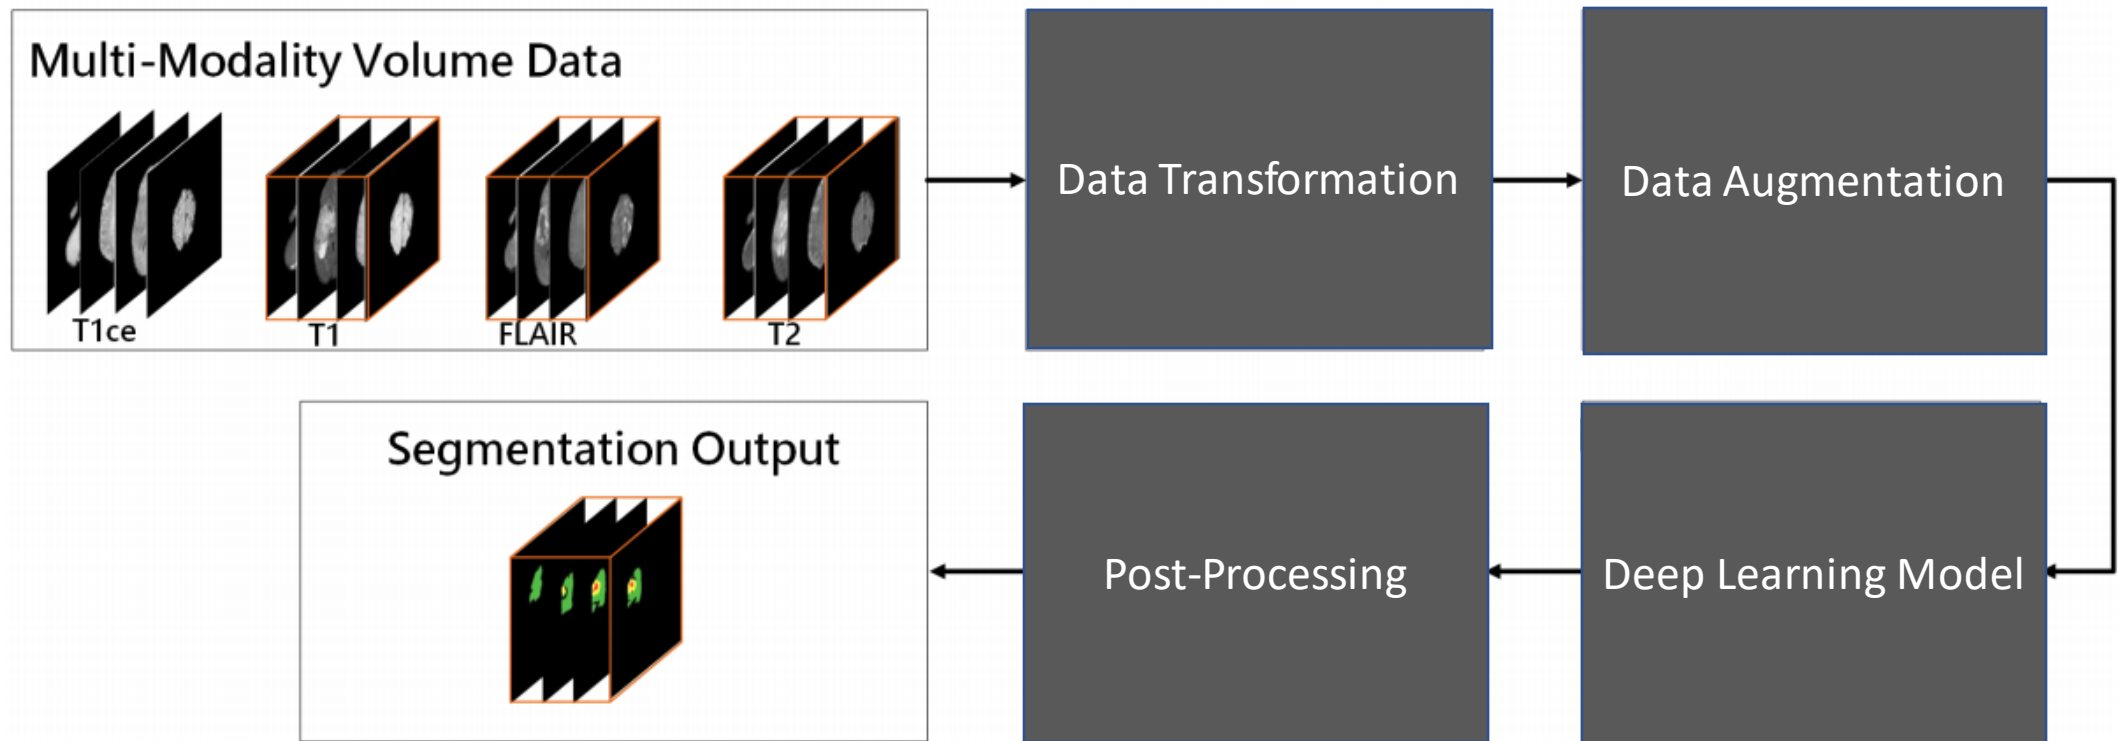 Multi-Modality Volume Data
T1ce
T1
FLAIR
T2
Data Transformation
Data Augmentation
Segmentation Output
Post-Processing
Deep Learning Model